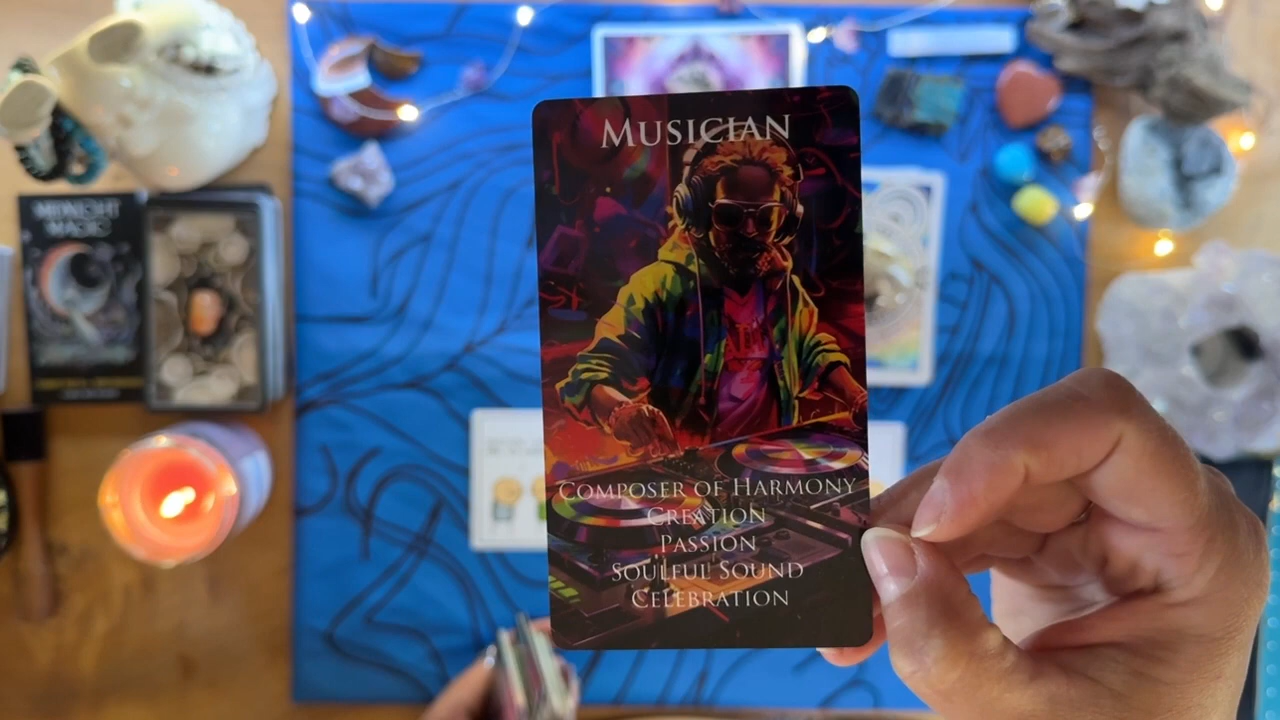 MUSICIAN
MIDNIGHT
MAGIC
COMPOSER OF HARMONY
CREATION
PASSION
SOULFUL SOUND
CELEBRATION